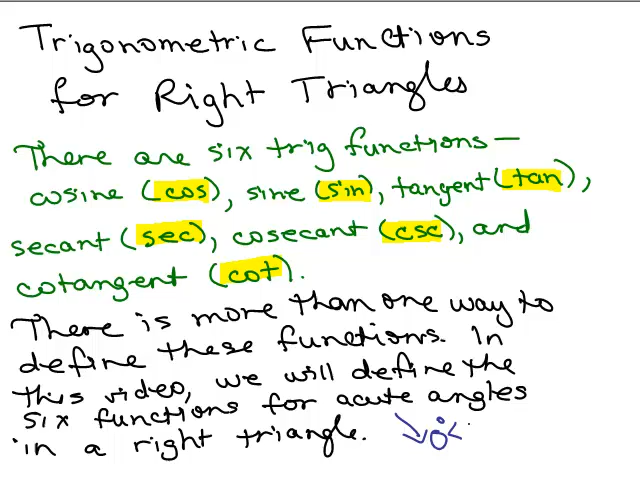 Trigonometric Functions
for Right Triangles
There are six trig functions—
cosine (cos), sine (sin), tangent (tan),
secant (sec), cosecant (csc), and
cotangent (cot).
There is more than one way to
define these functions. In
this video, we will define the
six functions for acute angles
in a right triangle.